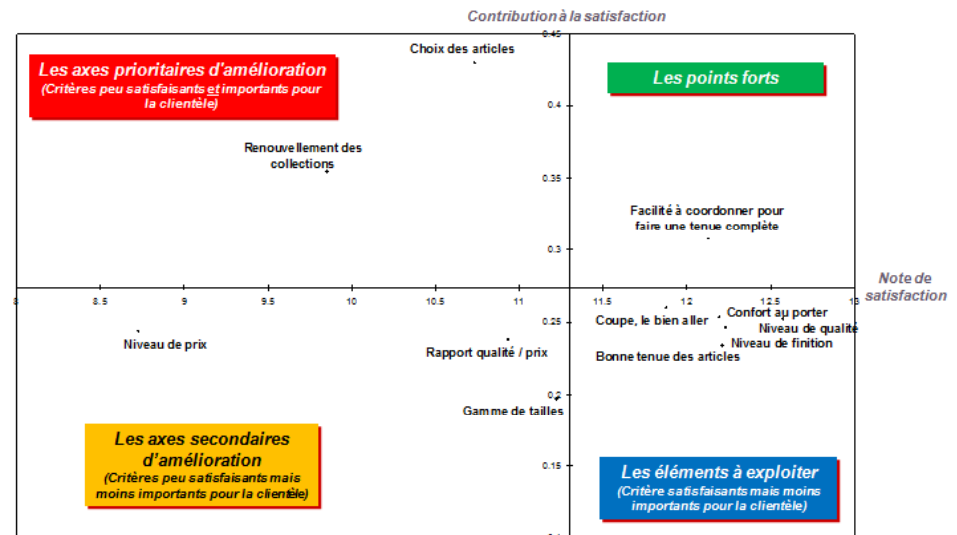 Contribution à la satisfaction
0.45
Choix des articles
Les axes prioritaires d'amélioration
(Critères peu satisfaisants et importants pour
la clientèle)
Les points forts
0.4
Renouvellement des
collections
0.35
Facilité à coordonner pour
faire une tenue complète
0.3
Note de
satisfaction
8
8.5
9
9.5
10
10.5
11
11.5
12
12.5
13
Confort au porter
Coupe, le bien aller
0.25
Niveau de qualité
Niveau de prix
Niveau de finition
Rapport qualité / prix
Bonne tenue des articles
0.2
Gamme de tailles
Les axes secondaires
d’amélioration
(Critères peu satisfaisants mais
moins importants pour la clientèle)
0.15
Les éléments à exploiter
(Critère satisfaisants mais moins
importants pour la clientèle)